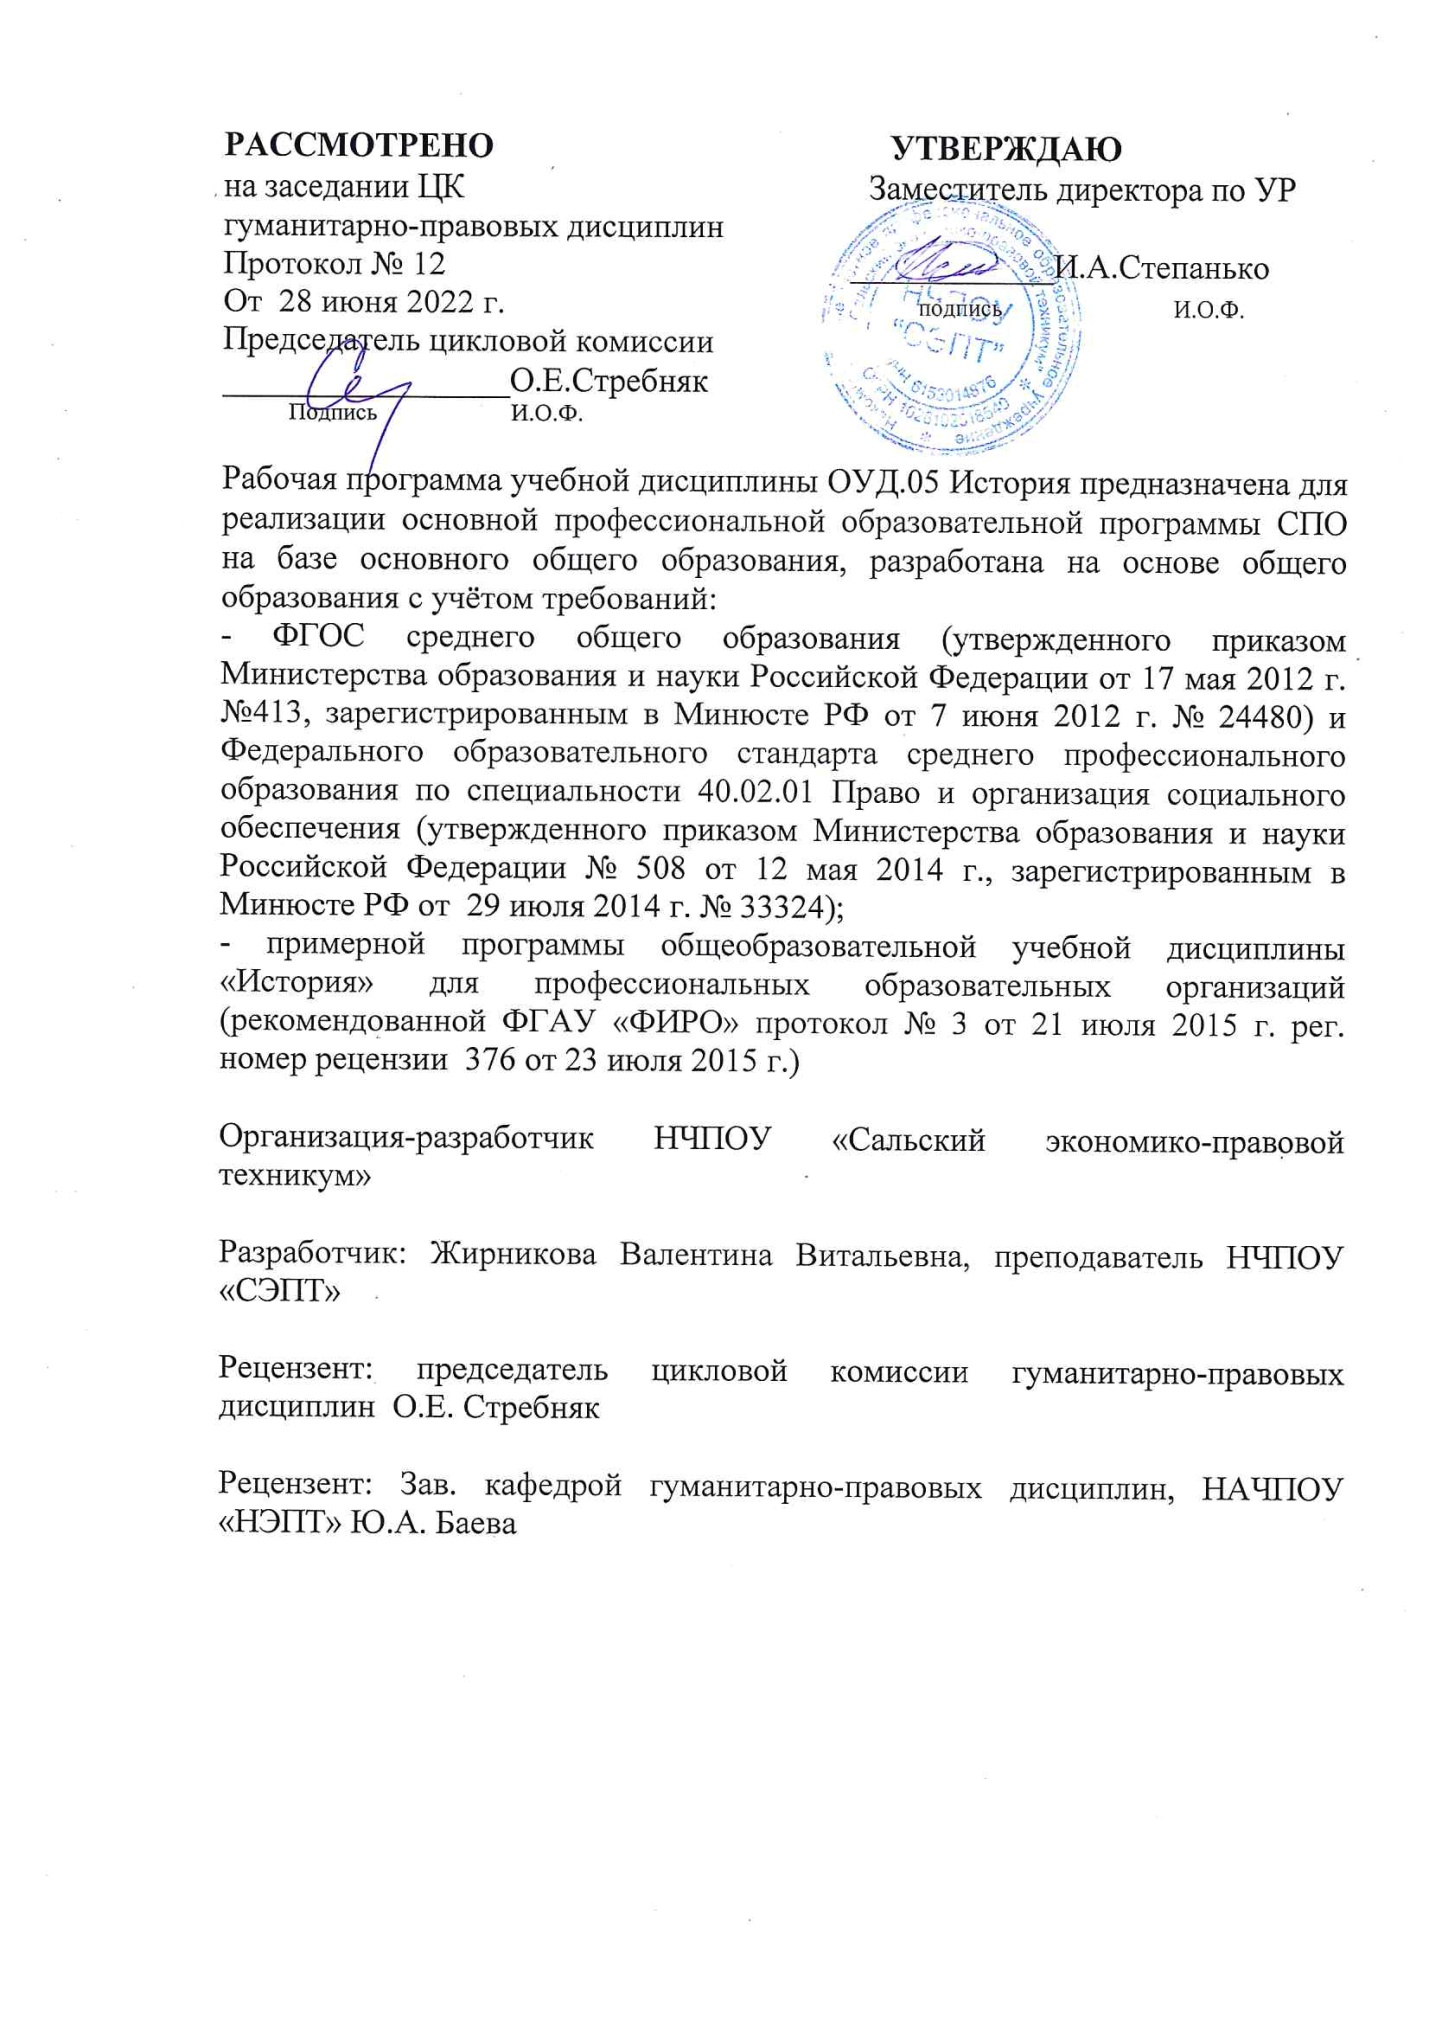 РАССМОТРЕНО
на заседании ЦК
гуманитарно-правовых дисциплин
Протокол № 12
От 28 июня 2022 г.
Председатель цикловой комиссии
_________________О.Е.Стребняк
Подпись И.О.Ф.
УТВЕРЖДАЮ
Заместитель директора по УР
____________И.А.Степанько
подпись И.О.Ф.
НЧПОУ
"СЭПТ"
Рабочая программа учебной дисциплины ОУД.05 История предназначена для
реализации основной профессиональной образовательной программы СПО
на базе основного общего образования, разработана на основе общего
образования с учётом требований:
- ФГОС среднего общего образования (утвержденного приказом
Министерства образования и науки Российской Федерации от 17 мая 2012 г.
№413, зарегистрированным в Минюсте РФ от 7 июня 2012 г. № 24480) и
Федерального образовательного стандарта среднего профессионального
образования по специальности 40.02.01 Право и организация социального
обеспечения (утвержденного приказом Министерства образования и науки
Российской Федерации № 508 от 12 мая 2014 г., зарегистрированным в
Минюсте РФ от 29 июля 2014 г. № 33324);
- примерной программы общеобразовательной учебной дисциплины
«История» для профессиональных образовательных организаций
(рекомендованной ФГАУ «ФИРО» протокол № 3 от 21 июля 2015 г. рег.
номер рецензии 376 от 23 июля 2015 г.)
Организация-разработчик НЧПОУ «Сальский экономико-правовой
техникум»
Разработчик: Жирникова Валентина Витальевна, преподаватель НЧПОУ
«СЭПТ»
Рецензент: председатель цикловой комиссии гуманитарно-правовых
дисциплин О.Е. Стребняк
Рецензент: Зав. кафедрой гуманитарно-правовых дисциплин, НАЧПОУ
«НЭПТ» Ю.А. Баева